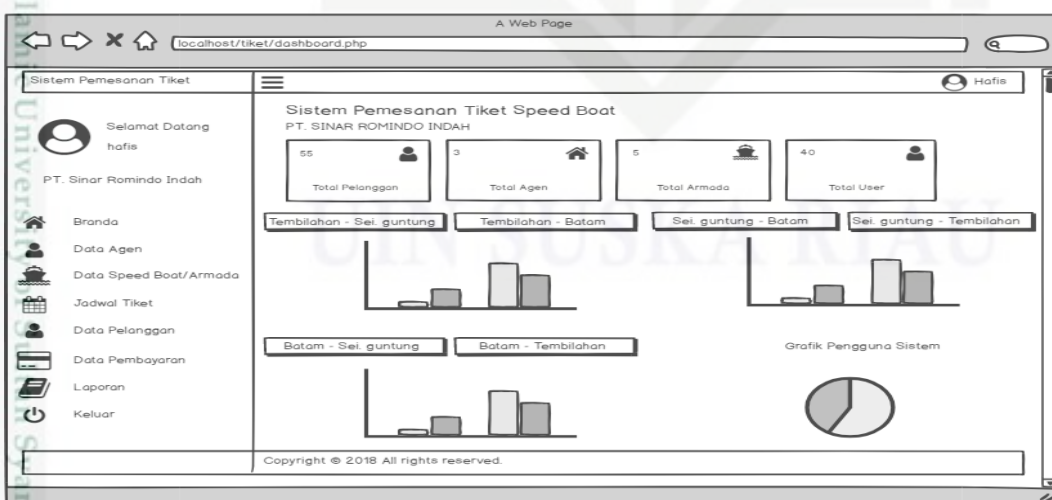 A Web Page
localhost/tiket/dashboard.php
Sistem Pemesanan Tiket
Hafis
Selamat Datang
hafis
PT. Sinar Romindo Indah
Branda
Data Agen
Data Speed Boat/Armada
Jadwal Tiket
Data Pelanggan
Data Pembayaran
Laporan
Keluar
Sistem Pemesanan Tiket Speed Boat
PT. SINAR ROMINDO INDAH
55
Total Pelanggan
3
Total Agen
5
Total Armada
40
Total User
Tembilahan - Sei. guntung
Tembilahan - Batam
Sei. guntung - Batam
Sei. guntung - Tembilahan
Batam - Sei. guntung
Batam - Tembilahan
Grafik Pengguna Sistem
Copyright © 2018 All rights reserved.
UIN SUSKA RIAU